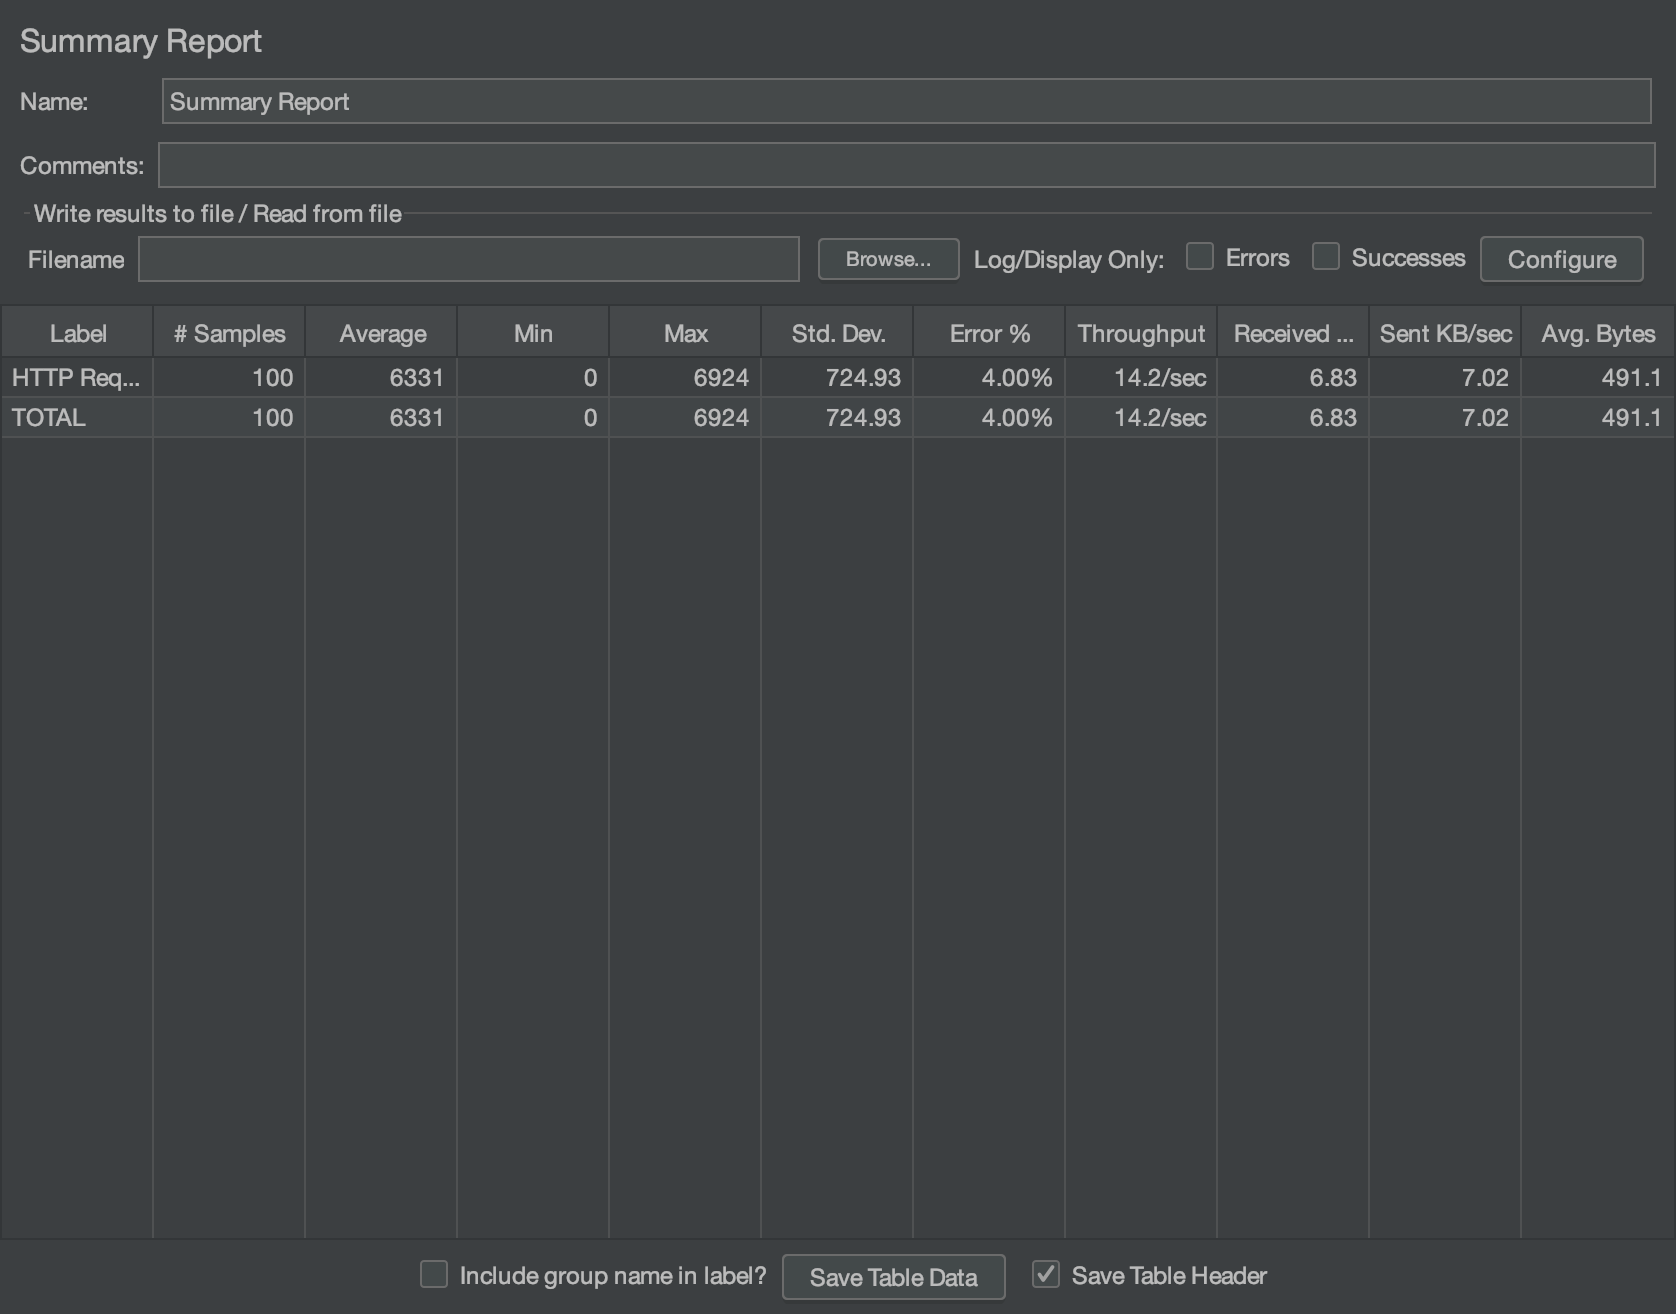 Summary Report
Name: Summary Report
Comments:
Write results to file / Read from file
Filename Browse... Log/Display Only: Errors Successes Configure
Label # Samples Average Min Max Std. Dev. Error % Throughput Received ... Sent KB/sec Avg. Bytes
HTTP Req... 100 6331 0 6924 724.93 4.00% 14.2/sec 6.83 7.02 491.1
TOTAL 100 6331 0 6924 724.93 4.00% 14.2/sec 6.83 7.02 491.1
Include group name in label? Save Table Data Save Table Header